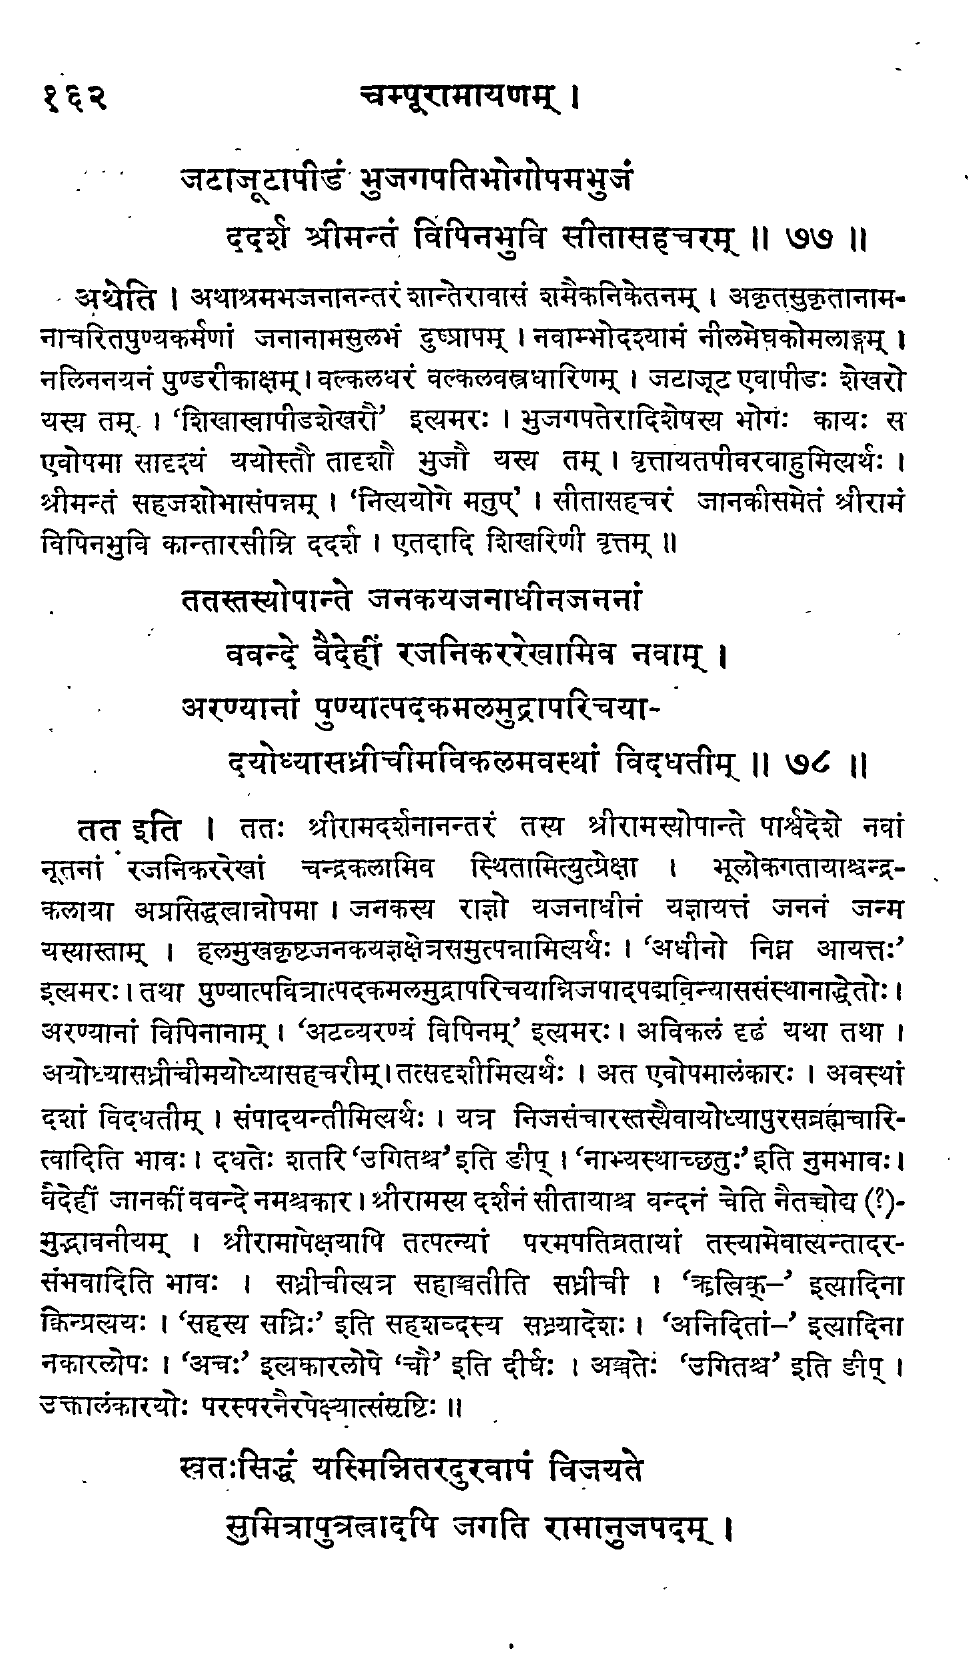 १६२ चम्पूरामायणम् ।
जटाजूटापीडं भुजगपतिभोगोपमभुजं
ददर्श श्रीमन्तं विपिनभुवि सीतासहचरम् ॥ ७७ ॥
अथेति । अथाश्रमभजनानन्तरं शान्तेरावासं शमैकनिकेतनम् । अकृतसुकृतानाम-
नाचरितपुण्यकर्मणां जनानामसुलभं दुष्प्रापम् । नवाम्भोदश्यामं नीलमेघकोमलाङ्गम् ।
नलिननयनं पुण्डरीकाक्षम् । वल्कलधरं वल्कलवस्त्रधारिणम् । जटाजूट एवापीडः शेखरो
यस्य तम् । ‘शिखास्वापीडशेखरौ’ इत्यमरः । भुजगपतेरादिशेषस्य भोगः कायः स
एवोपमा सादृश्यं ययोस्तौ तादृशौ भुजौ यस्य तम् । वृत्तायतपीवरबाहुमित्यर्थः ।
श्रीमन्तं सहजशोभासंपन्नम् । ‘नित्ययोगे मतुप्’ । सीतासहचरं जानकीसमेतं श्रीरामं
विपिनभुवि कान्तारसीम्नि ददर्श । एतदादि शिखरिणी वृत्तम् ॥
ततस्तस्योपान्ते जनकयजनाधीनजननां
ववन्दे वैदेहीं रजनिकररेखामिव नवाम् ।
अरण्यानां पुण्यात्पदकमलमुद्रापरिचया-
दयोध्यासध्रीचीमविकलमवस्थां विदधतीम् ॥ ७८ ॥
तत इति । ततः श्रीरामदर्शनानन्तरं तस्य श्रीरामस्योपान्ते पार्श्वदेशे नवां
नूतनां रजनिकररेखां चन्द्रकलामिव स्थितामित्युत्प्रेक्षा । भूलोकगतायाश्चन्द्र-
कलाया अप्रसिद्धत्वान्नोपमा । जनकस्य राज्ञो यजनाधीनं यज्ञायत्तं जननं जन्म
यस्यास्ताम् । हलमुखकृष्टजनकयज्ञक्षेत्रसमुत्पन्नामित्यर्थः । ‘अधीनो निघ्न आयत्तः’
इत्यमरः । तथा पुण्यात्पवित्रात्पदकमलमुद्रापरिचयान्निजपादपद्मविन्याससंस्थानाद्धेतोः ।
अरण्यानां विपिनानाम् । ‘अटव्यरण्यं विपिनम्’ इत्यमरः । अविकलं दृढं यथा तथा ।
अयोध्यासध्रीचीमयोध्यासहचरीम् । तत्सदृशीमित्यर्थः । अत एवोपमालंकारः । अवस्थां
दशां विदधतीम् । संपादयन्तीमित्यर्थः । यत्र निजसंचारस्तस्यैवायोध्यापुरसब्रह्मचारि-
त्वादिति भावः । दधतेः शतरि ‘उगितश्च’ इति ङीप् । ‘नाभ्यस्थाच्छतुः’ इति नुमभावः ।
वैदेहीं जानकीं ववन्दे नमश्चकार । श्रीरामस्य दर्शनं सीतायाश्च वन्दनं चेति नैतच्चोद्य (?)-
मुद्भावनीयम् । श्रीरामापेक्षयापि तत्पत्न्यां परमपतिव्रतायां तस्यामेवात्यन्तादर-
संभवादिति भावः । सध्रीचीत्यत्र सहाञ्चतीति सध्रीची । ‘ऋत्विक्–’ इत्यादिना
क्विन्प्रत्ययः । ‘सहस्य सध्रिः’ इति सहशब्दस्य सध्र्यादेशः । ‘अनिदितां–’ इत्यादिना
नकारलोपः । ‘अचः’ इत्यकारलोपे ‘चौ’ इति दीर्घः । अञ्चतेः ‘उगितश्च’ इति ङीप् ।
उक्तालंकारयोः परस्परनैरपेक्ष्यात्संसृष्टिः ॥
स्वतःसिद्धं यस्मिन्नितरदुरवापं विजयते
सुमित्रापुत्रत्वादपि जगति रामानुजपदम् ।